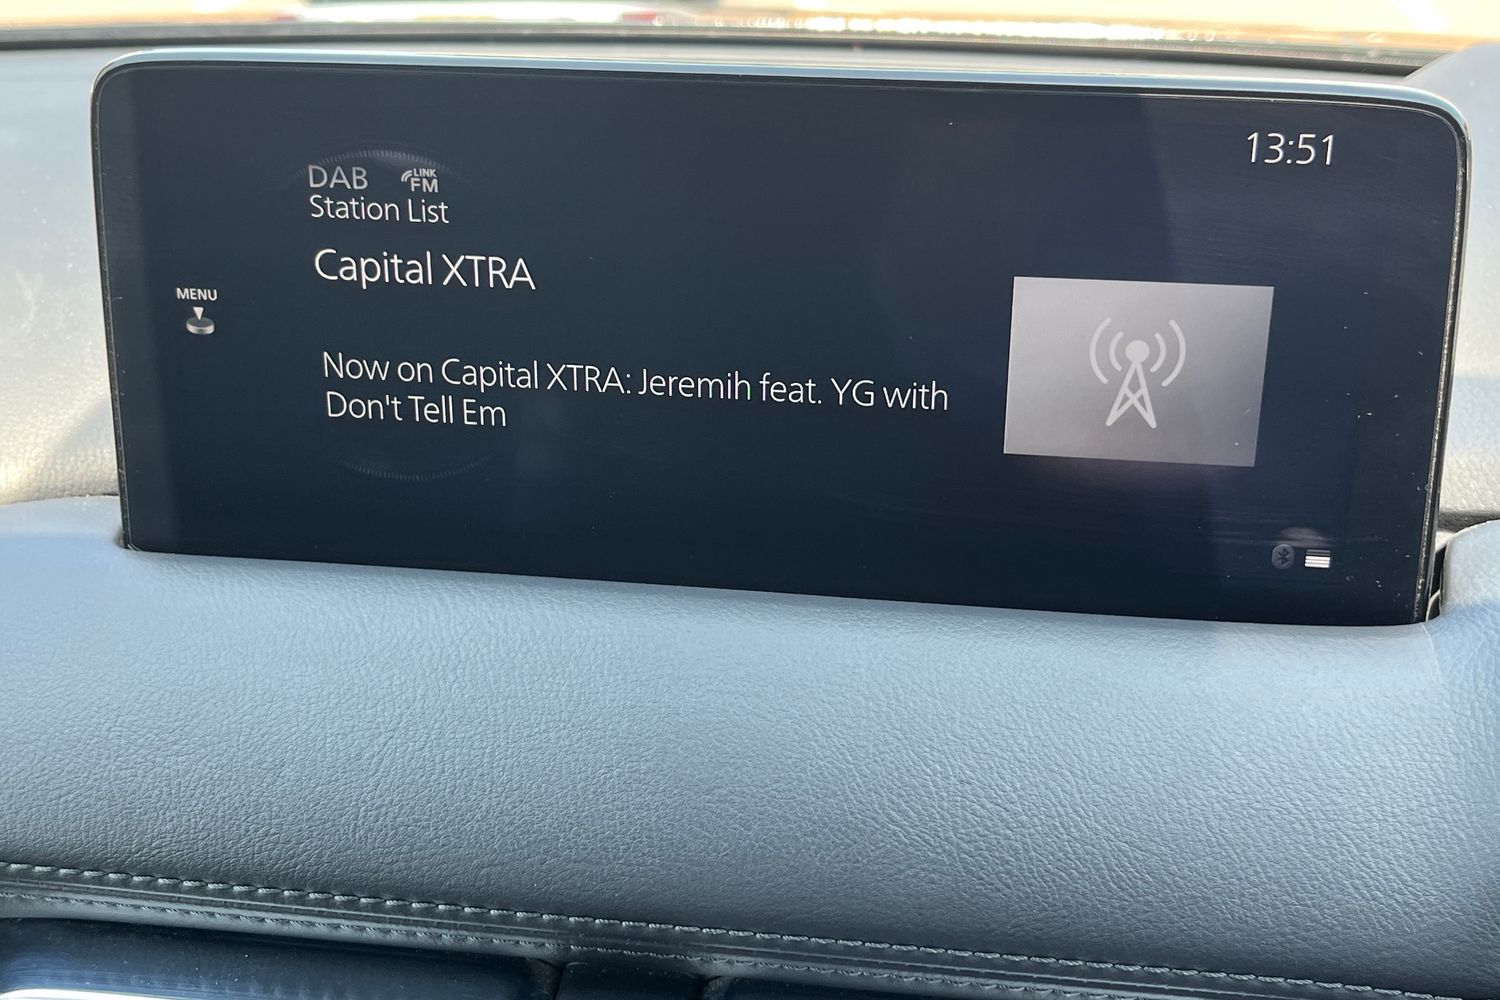 13:51
DAB LINK FM
Station List
Capital XTRA
MENU
Now on Capital XTRA: Jeremih feat. YG with
Don't Tell Em